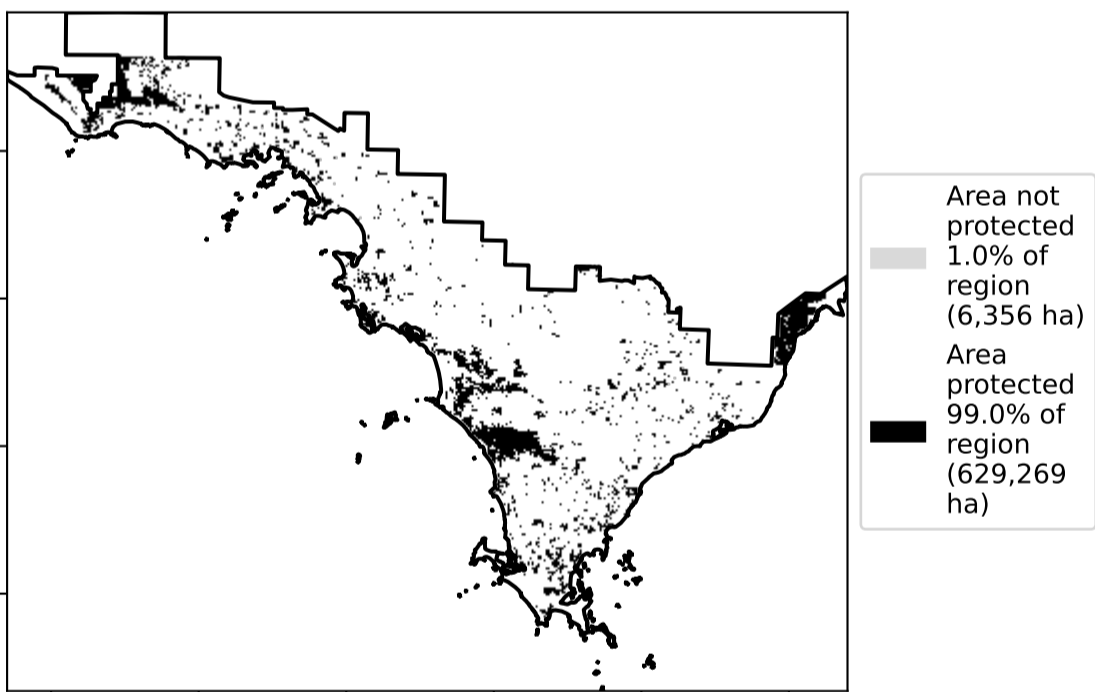 Area not
protected
1.0% of
region
(6,356 ha)
Area
protected
99.0% of
region
(629,269
ha)